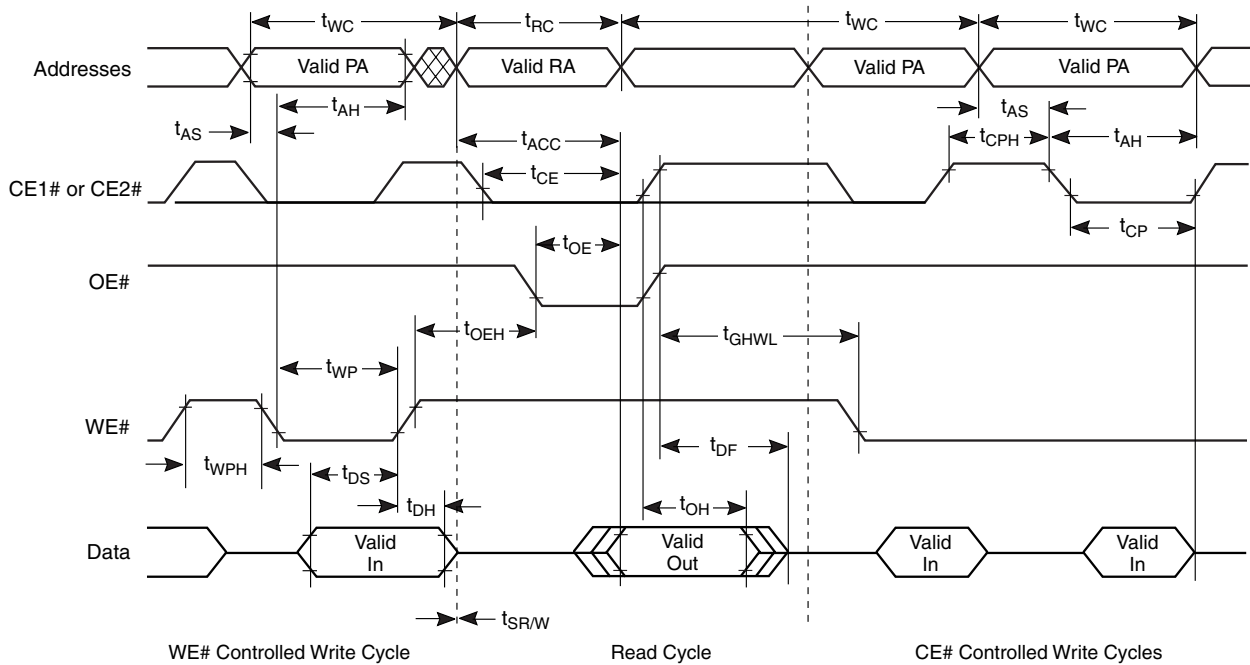 tWC tRC tWC tWC
Addresses Valid PA Valid RA Valid PA Valid PA
tAS tAH tAS
tACC tCPH tAH
CE1# or CE2# tCE
tOE tCP
OE#
tOEH tGHWL
tWP
WE#
tWPH tDS tDF
tDH tOH
Data Valid In Valid Out Valid In Valid In
tSR/W
WE# Controlled Write Cycle Read Cycle CE# Controlled Write Cycles